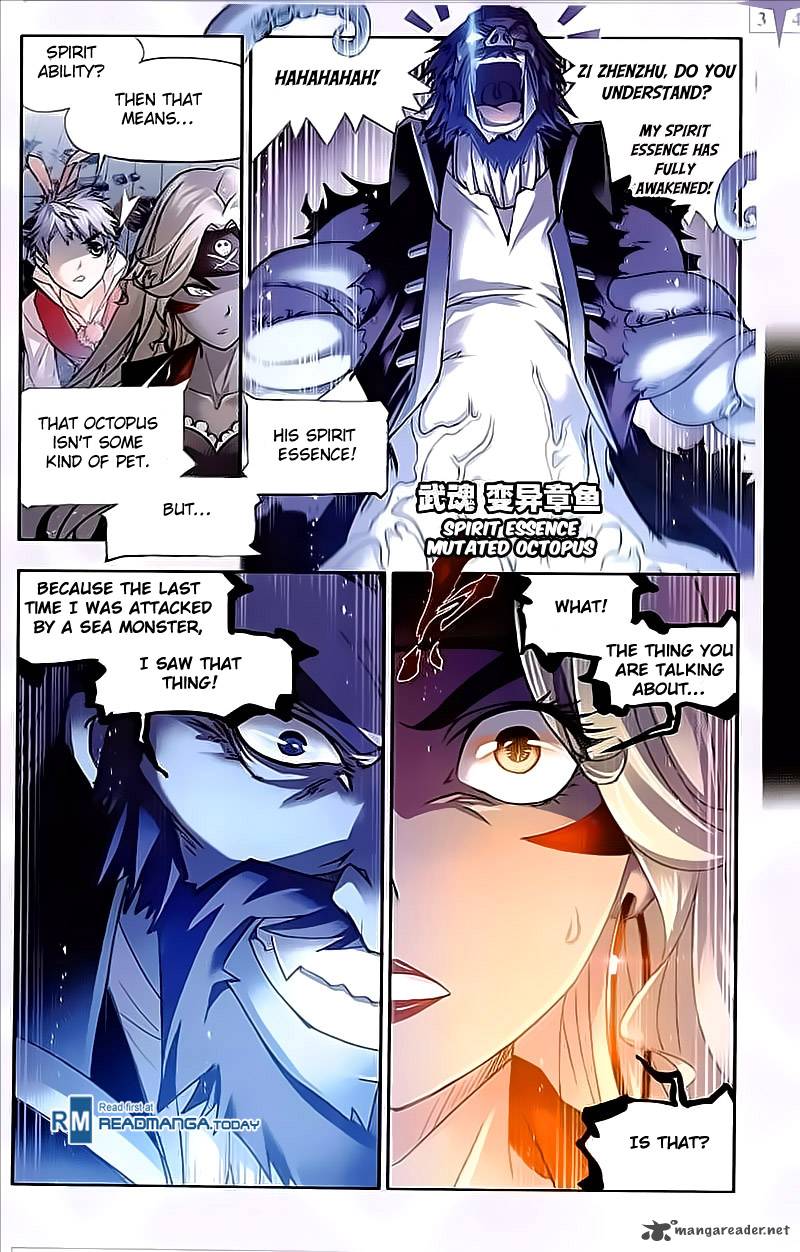 3 4
SPIRIT
ABILITY?
THEN THAT
MEANS...
HAHAHAHAH!
ZI ZHENZHU, DO YOU
UNDERSTAND?
MY SPIRIT
ESSENCE HAS
FULLY
AWAKENED!
THAT OCTOPUS
ISN'T SOME
KIND OF PET.
BUT...
HIS SPIRIT
ESSENCE!
武魂 变异章鱼
SPIRIT ESSENCE
MUTATED OCTOPUS
BECAUSE THE LAST
TIME I WAS ATTACKED
BY A SEA MONSTER,
I SAW THAT
THING!
WHAT!
THE THING YOU
ARE TALKING
ABOUT...
IS THAT?
RM Read first at
READMANGA.TODAY
mangareader.net